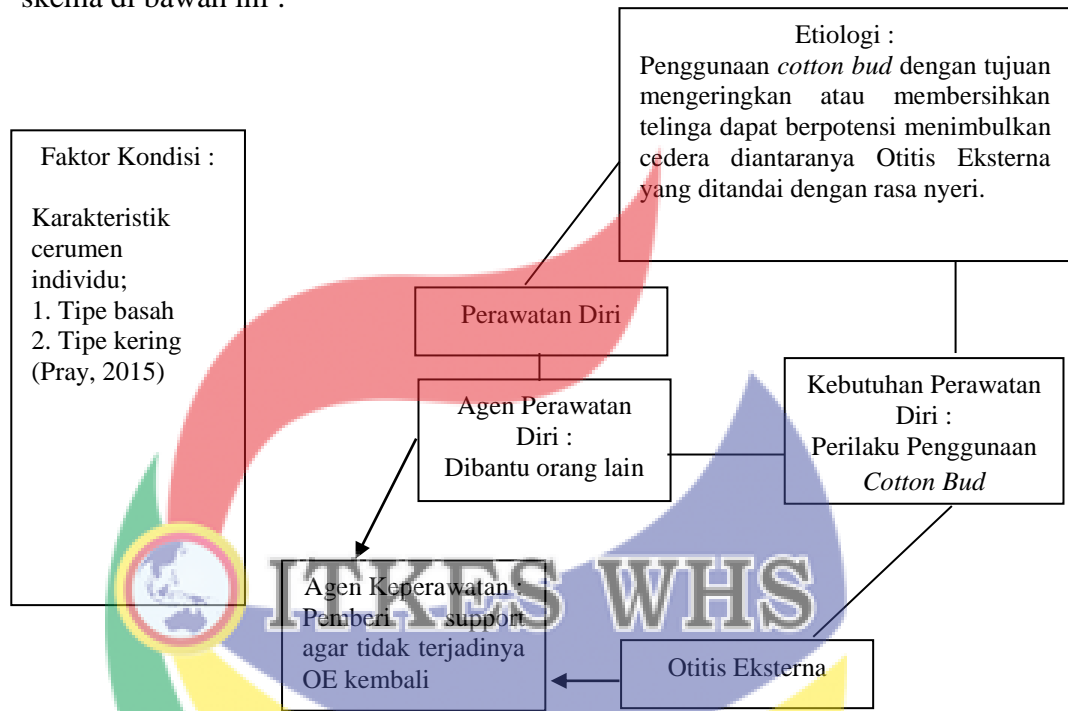 skema di bawah ini :
Etiologi :
Penggunaan cotton bud dengan tujuan
mengeringkan atau membersihkan
telinga dapat berpotensi menimbulkan
cedera diantaranya Otitis Eksterna
yang ditandai dengan rasa nyeri.
Faktor Kondisi :
Karakteristik
cerumen
individu;
1. Tipe basah
2. Tipe kering
(Pray, 2015)
Perawatan Diri
Agen Perawatan
Diri :
Dibantu orang lain
Kebutuhan Perawatan
Diri :
Perilaku Penggunaan
Cotton Bud
Agen Keperawatan :
Pemberi support
agar tidak terjadinya
OE kembali
Otitis Eksterna
ITKES WHS